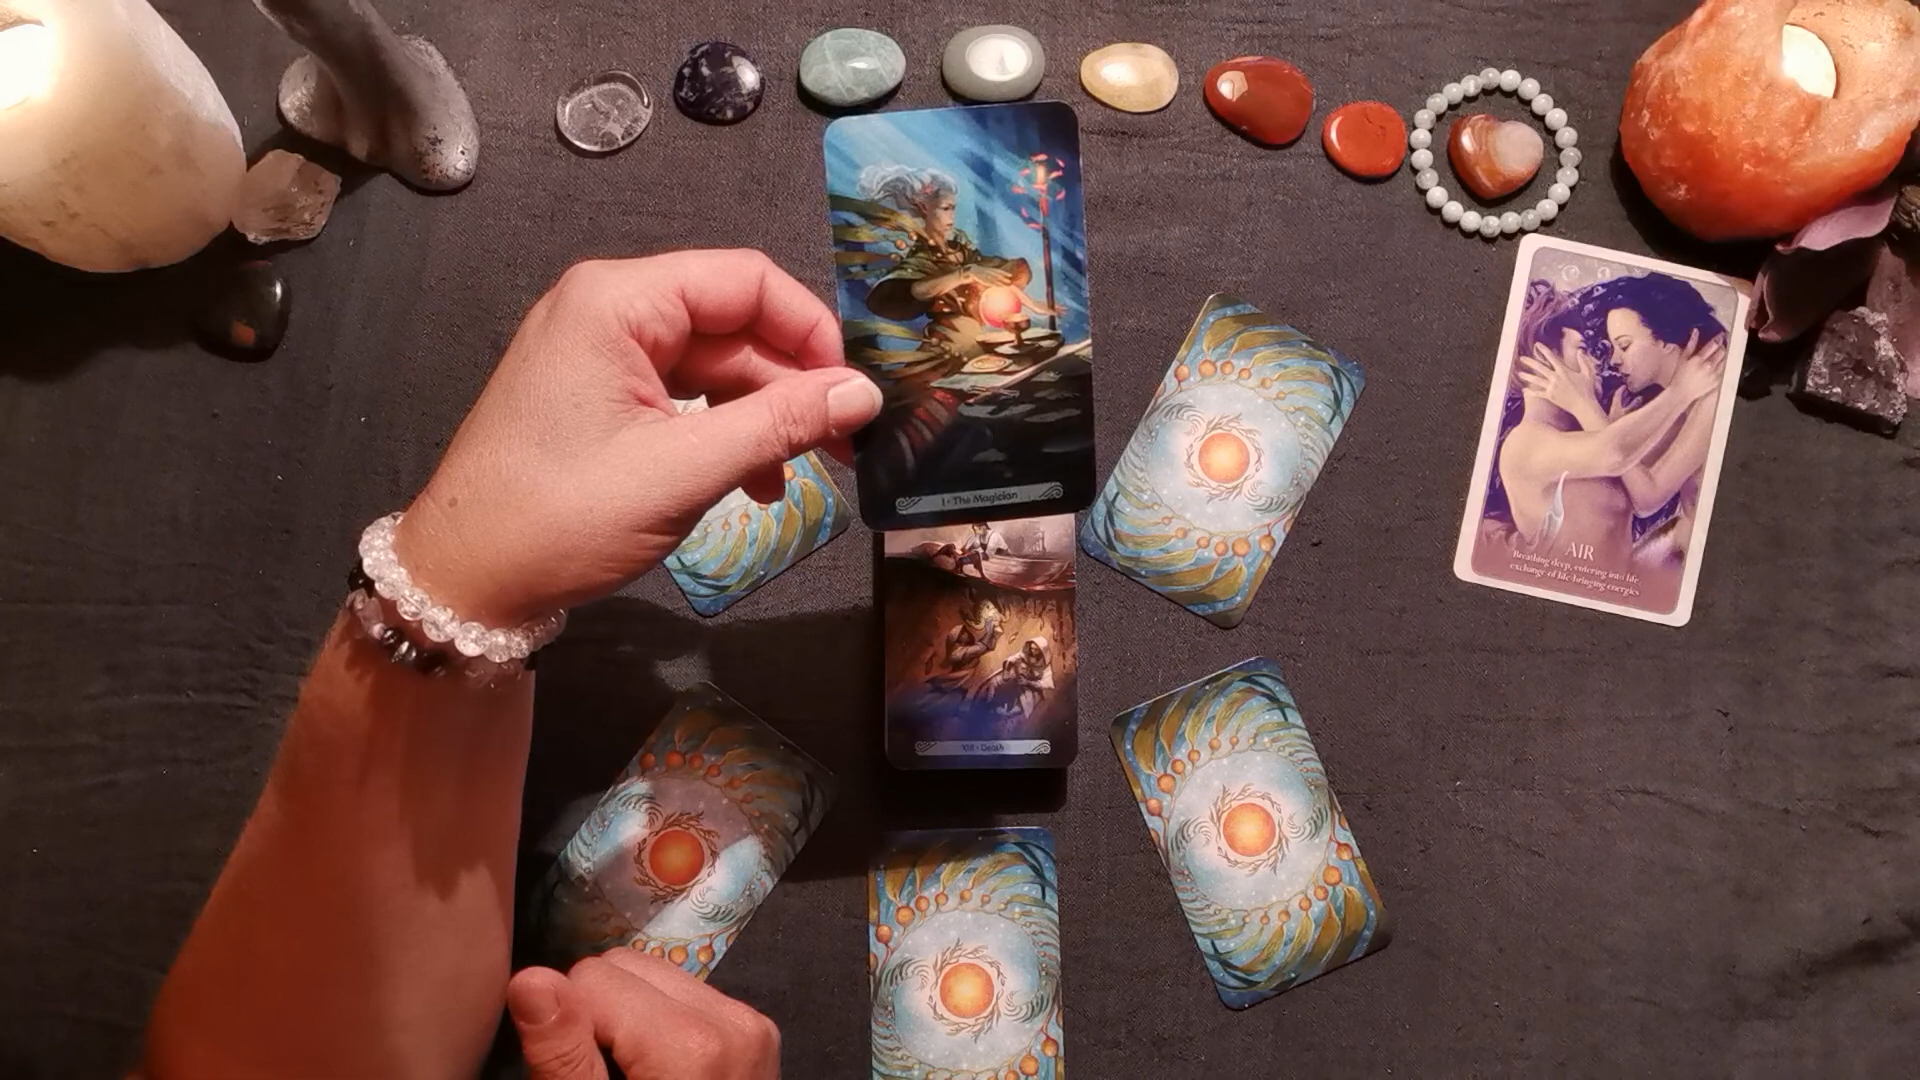 I - The Magician
AIR
Breathing deep, entering into life,
exchange of life-bringing energies
XIII - Death